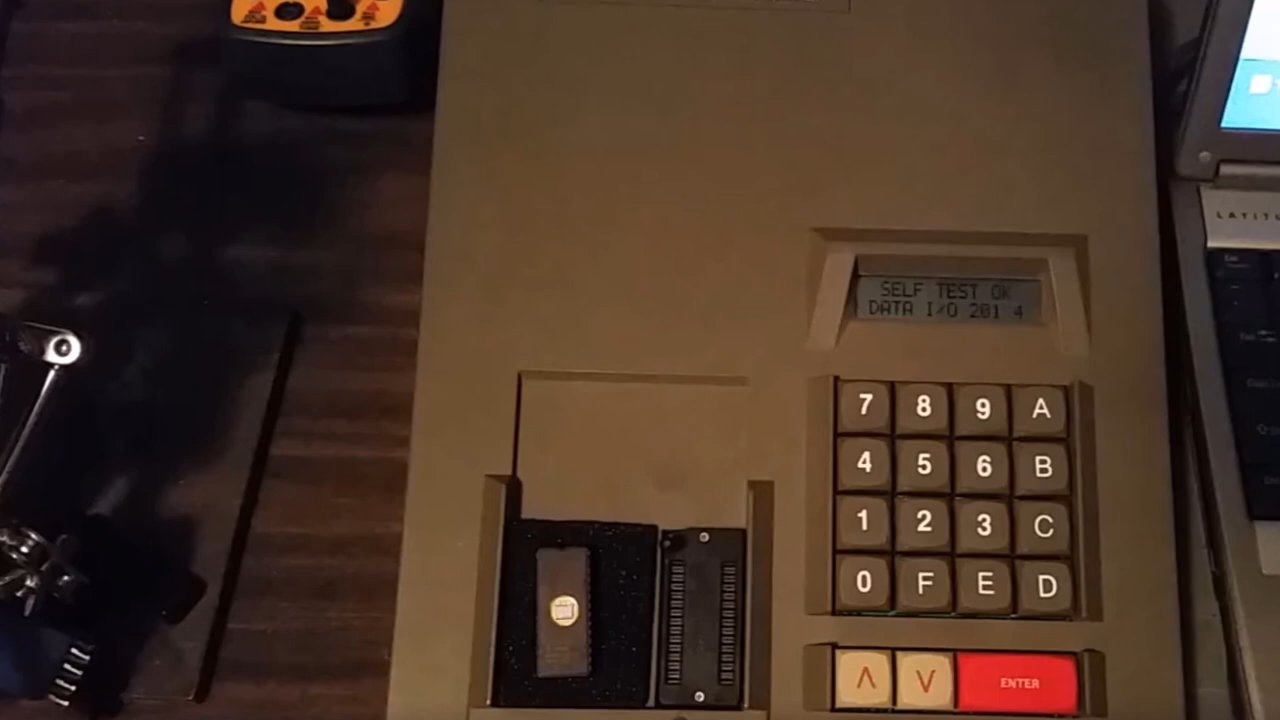 SELF TEST OK
DATA I/O 201 4
7 8 9 A
4 5 6 B
1 2 3 C
0 F E D
ENTER